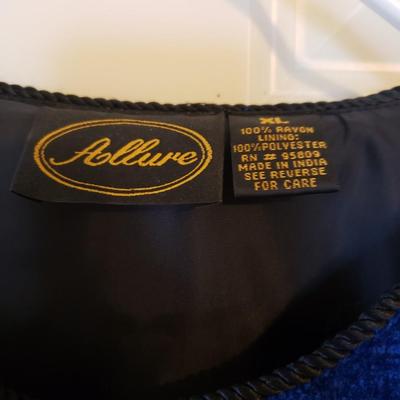 Allure
XL
100% RAYON
LINING:
100% POLYESTER
RN # 95809
MADE IN INDIA
SEE REVERSE
FOR CARE